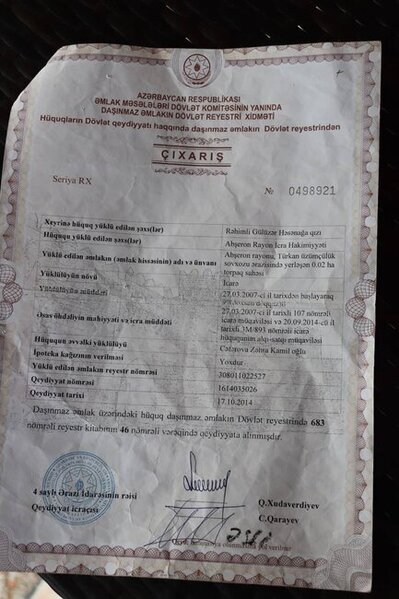 AZƏRBAYCAN RESPUBLİKASI
ƏMLAK MƏSƏLƏLƏRİ DÖVLƏT KOMİTƏSİNİN YANINDA
DAŞINMAZ ƏMLAKIN DÖVLƏT REYESTRİ XİDMƏTİ
Hüquqların Dövlət qeydiyyatı haqqında daşınmaz əmlakın Dövlət reyestrindən
ÇIXARIŞ
Seriya RX № 0498921
Xeyrinə hüquq yüklü edilən şəxs(lər) Rəhimli Gülüzar Həsənağa qızı
Hüququ yüklü edilən şəxs(lər) Abşeron Rayon İcra Hakimiyyəti
Yüklü edilən əmlakın (əmlak hissəsinin) adı və ünvanı Abşeron rayonu, Türkan üzümçülük
sovxozu ərazisində yerləşən 0.02 ha
torpaq sahəsi
Yüklülüyün növü İcarə
Yüklülüyün müddəti 27.03.2007-ci il tarixdən başlayaraq
Əsas öhdəliyin mahiyyəti və icra müddəti 27.03.2007-ci il tarixli 107 nömrəli
icarə müqaviləsi və 20.09.2014-cü il
tarixli 3M/893 nömrəli icarə
hüququnun alqı-satqı müqaviləsi
Hüququn əvvəlki yüklülüyü Cəfərova Zəhra Kamil oğlu
İpoteka kağızının verilməsi Yoxdur
Yüklü edilən əmlakın reyestr nömrəsi 308011022527
Qeydiyyat nömrəsi 1614035026
Qeydiyyat tarixi 17.10.2014
Daşınmaz əmlak üzərindəki hüquq daşınmaz əmlakın Dövlət reyestrində 683
nömrəli reyestr kitabının 46 nömrəli vərəqində qeydiyyata alınmışdır.
4 saylı Ərazi İdarəsinin rəisi Q.Xudaverdiyev
Qeydiyyat icraçısı C.Qarayev